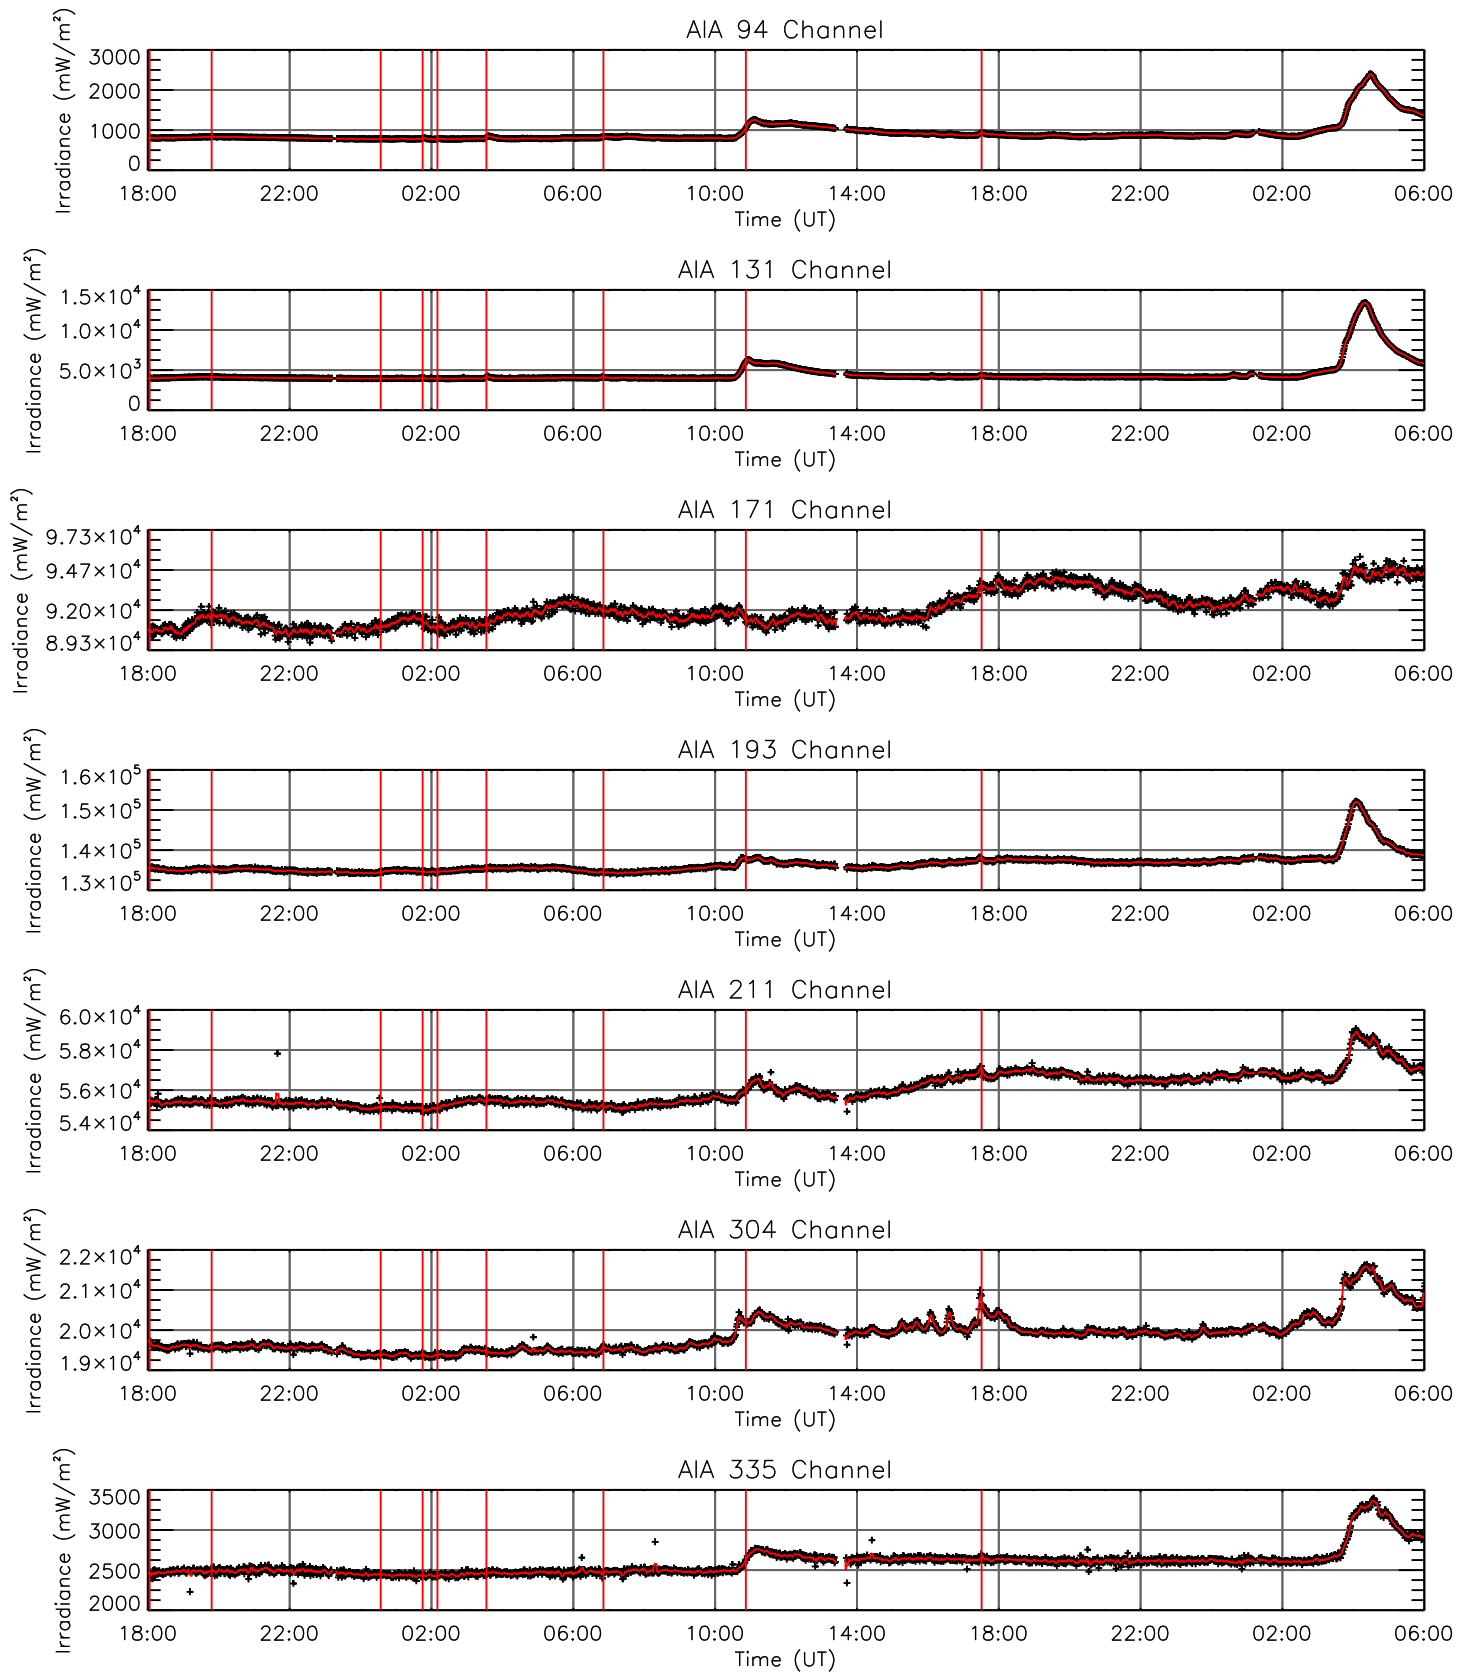 AIA 94 Channel
Irradiance (mW/m²)
3000
2000
1000
0
18:00 22:00 02:00 06:00 10:00 14:00 18:00 22:00 02:00 06:00
Time (UT)
AIA 131 Channel
Irradiance (mW/m²)
1.5×10⁴
1.0×10⁴
5.0×10³
0
18:00 22:00 02:00 06:00 10:00 14:00 18:00 22:00 02:00 06:00
Time (UT)
AIA 171 Channel
Irradiance (mW/m²)
9.73×10⁴
9.47×10⁴
9.20×10⁴
8.93×10⁴
18:00 22:00 02:00 06:00 10:00 14:00 18:00 22:00 02:00 06:00
Time (UT)
AIA 193 Channel
Irradiance (mW/m²)
1.6×10⁵
1.5×10⁵
1.4×10⁵
1.3×10⁵
18:00 22:00 02:00 06:00 10:00 14:00 18:00 22:00 02:00 06:00
Time (UT)
AIA 211 Channel
Irradiance (mW/m²)
6.0×10⁴
5.8×10⁴
5.6×10⁴
5.4×10⁴
18:00 22:00 02:00 06:00 10:00 14:00 18:00 22:00 02:00 06:00
Time (UT)
AIA 304 Channel
Irradiance (mW/m²)
2.2×10⁴
2.1×10⁴
2.0×10⁴
1.9×10⁴
18:00 22:00 02:00 06:00 10:00 14:00 18:00 22:00 02:00 06:00
Time (UT)
AIA 335 Channel
Irradiance (mW/m²)
3500
3000
2500
2000
18:00 22:00 02:00 06:00 10:00 14:00 18:00 22:00 02:00 06:00
Time (UT)